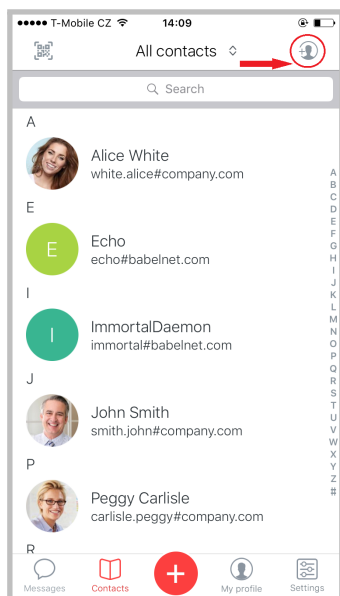 T-Mobile CZ 14:09
All contacts
Search
A
Alice White
white.alice#company.com
E
E
Echo
echo#babelnet.com
I
I
ImmortalDaemon
immortal#babelnet.com
J
John Smith
smith.john#company.com
P
Peggy Carlisle
carlisle.peggy#company.com
R
A
B
C
D
E
F
G
H
I
J
K
L
M
N
O
P
Q
R
S
T
U
V
W
X
Y
Z
#
Messages Contacts My profile Settings